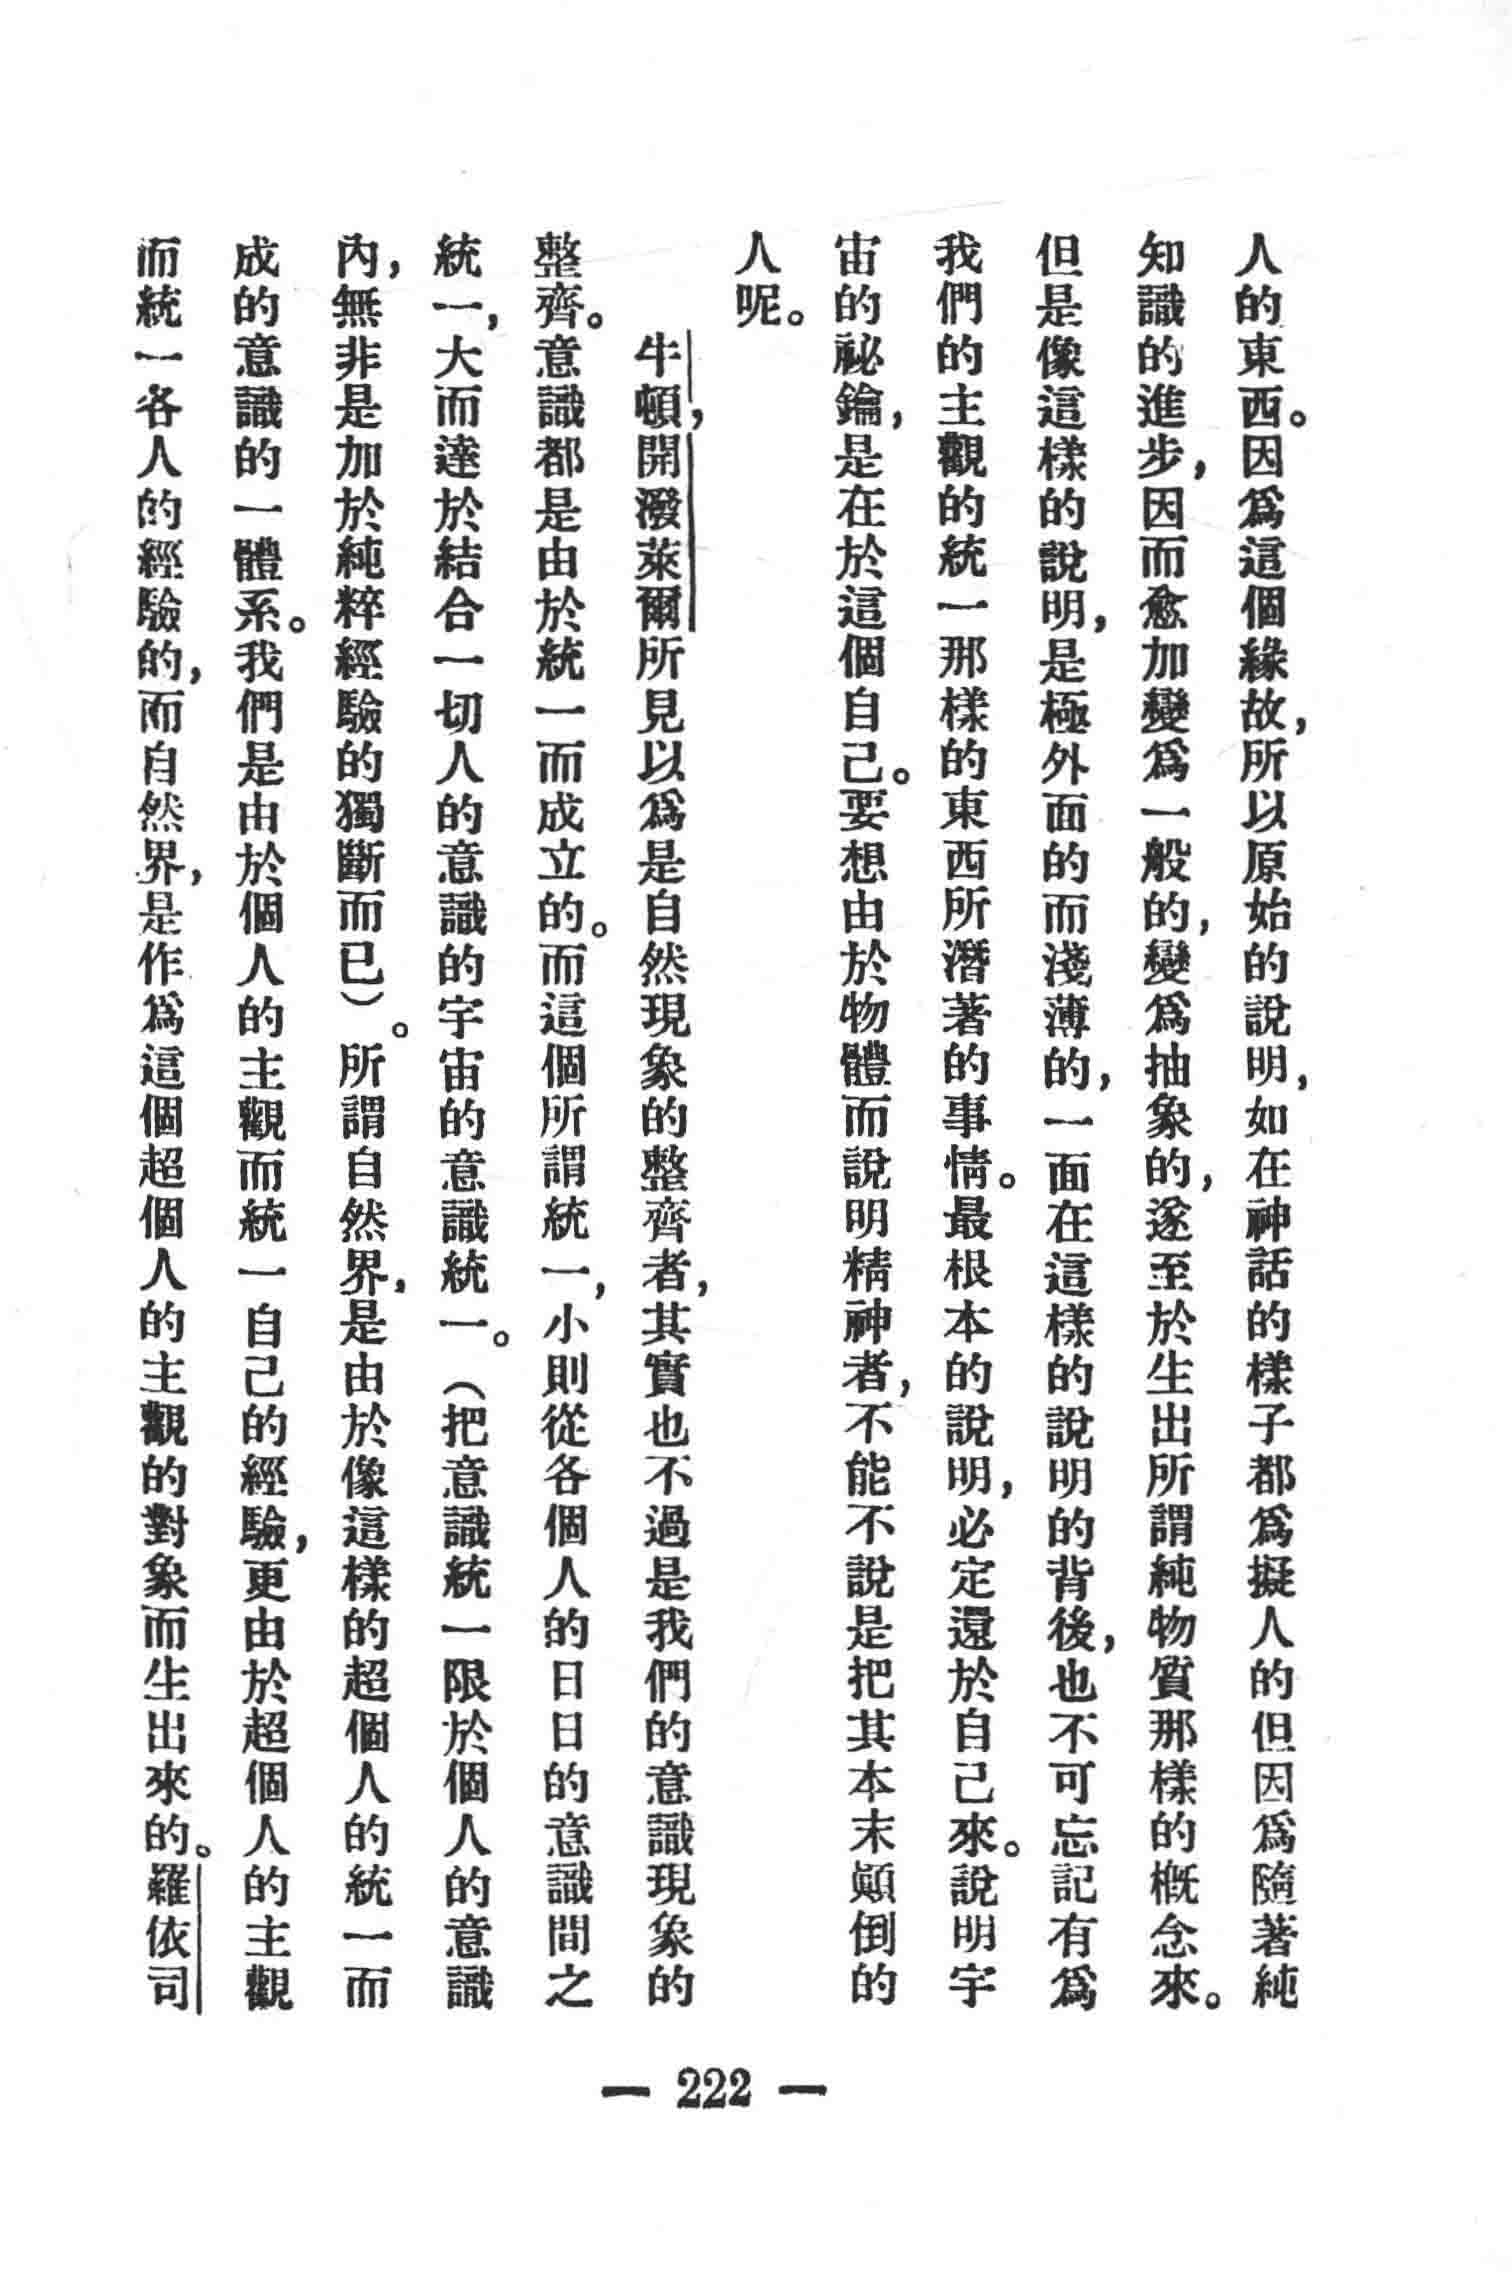 人的東西。因爲這個緣故，所以原始的說明，如在神話的樣子都爲擬人的但因爲隨著純
知識的進步，因而愈加變爲一般的，變爲抽象的，遂至於生出所謂純物質那樣的概念來。
但是像這樣的說明，是極外面的而淺薄的，一面在這樣的說明的背後，也不可忘記有爲
我們的主觀的統一那樣的東西所潛著的事情。最根本的說明，必定還於自己來。說明宇
宙的祕鑰，是在於這個自己。要想由於物體而說明精神者，不能不說是把其本末顚倒的
人呢。
牛頓，開潑萊爾所見以爲是自然現象的整齊者，其實也不過是我們的意識現象的
整齊。意識都是由於統一而成立的。而這個所謂統一，小則從各個人的日日的意識間之
統一，大而達於結合一切人的意識的宇宙的意識統一。（把意識統一限於個人的意識
內，無非是加於純粹經驗的獨斷而已）。所謂自然界，是由於像這樣的超個人的統一而
成的意識的一體系。我們是由於個人的主觀而統一自己的經驗，更由於超個人的主觀
而統一各人的經驗的，而自然界，是作爲這個超個人的主觀的對象而生出來的。羅依司
— 222 —